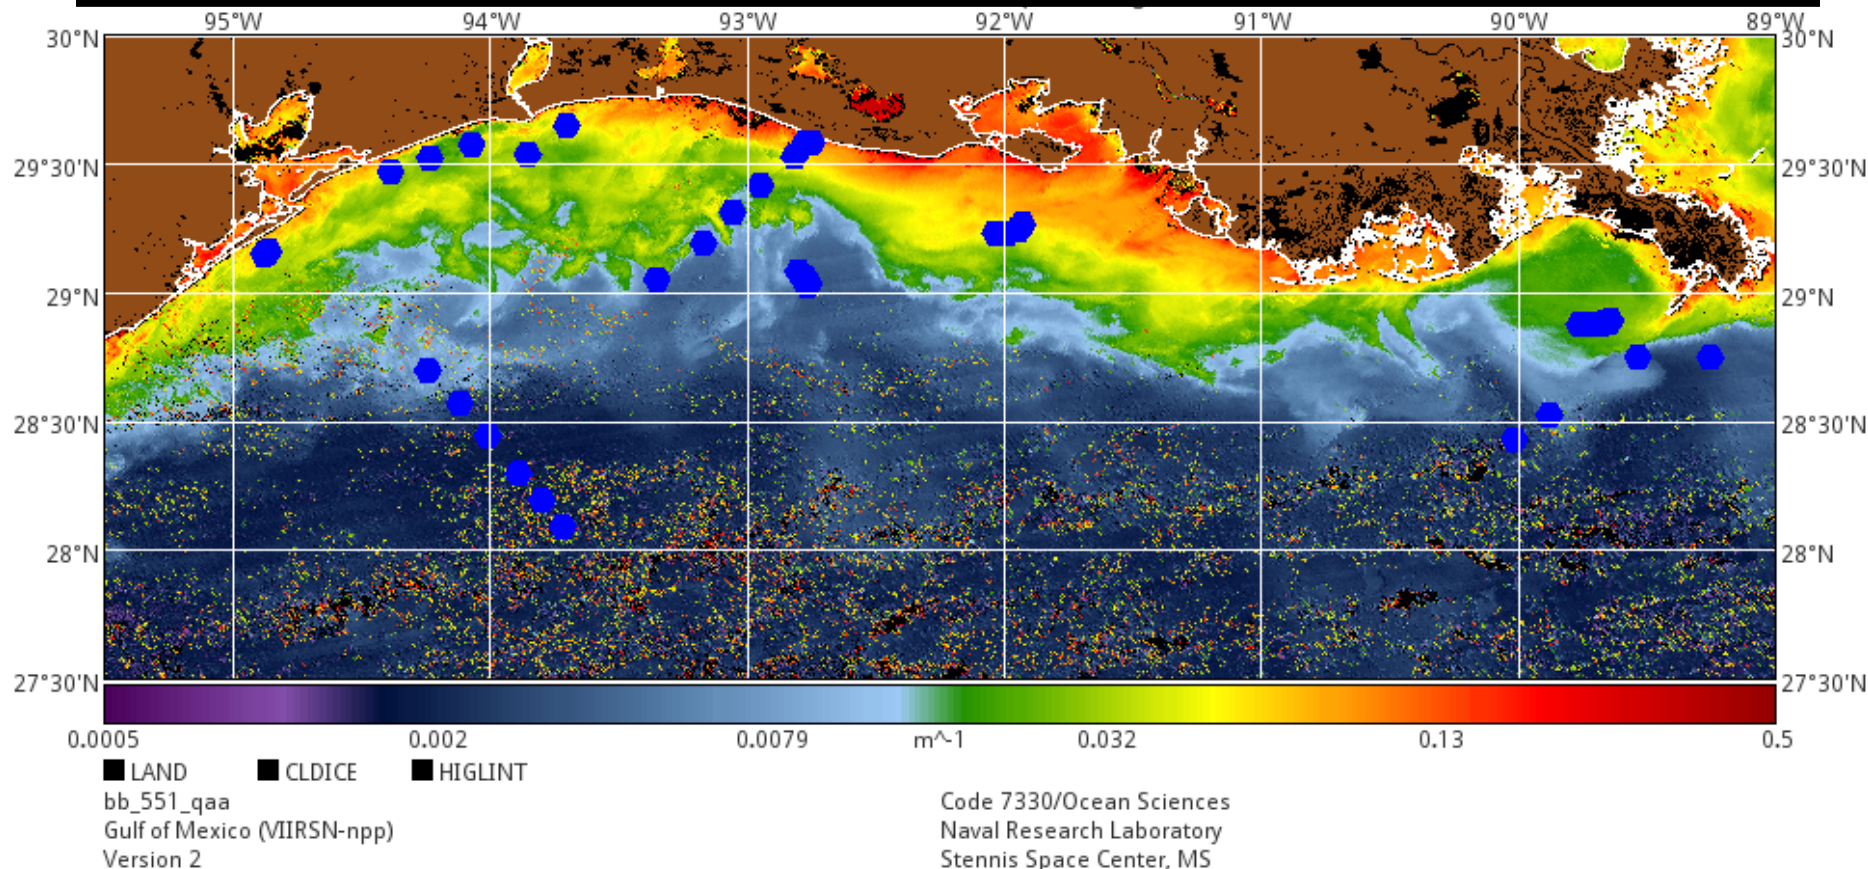 95°W 94°W 93°W 92°W 91°W 90°W 89°W
30°N 30°N
29°30'N 29°30'N
29°N 29°N
28°30'N 28°30'N
28°N 28°N
27°30'N 27°30'N
0.0005 0.002 0.0079 m^-1 0.032 0.13 0.5
LAND CLDICE HIGLINT
bb_551_qaa Code 7330/Ocean Sciences
Gulf of Mexico (VIIRSN-npp) Naval Research Laboratory
Version 2 Stennis Space Center, MS